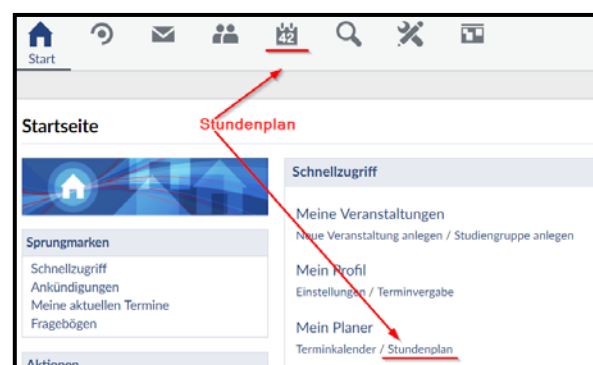 42
Start
Startseite
Stundenplan
Schnellzugriff
Meine Veranstaltungen
Neue Veranstaltung anlegen / Studiengruppe anlegen
Sprungmarken
Schnellzugriff
Ankündigungen
Meine aktuellen Termine
Fragebögen
Mein Profil
Einstellungen / Terminvergabe
Mein Planer
Terminkalender / Stundenplan
Aktionen